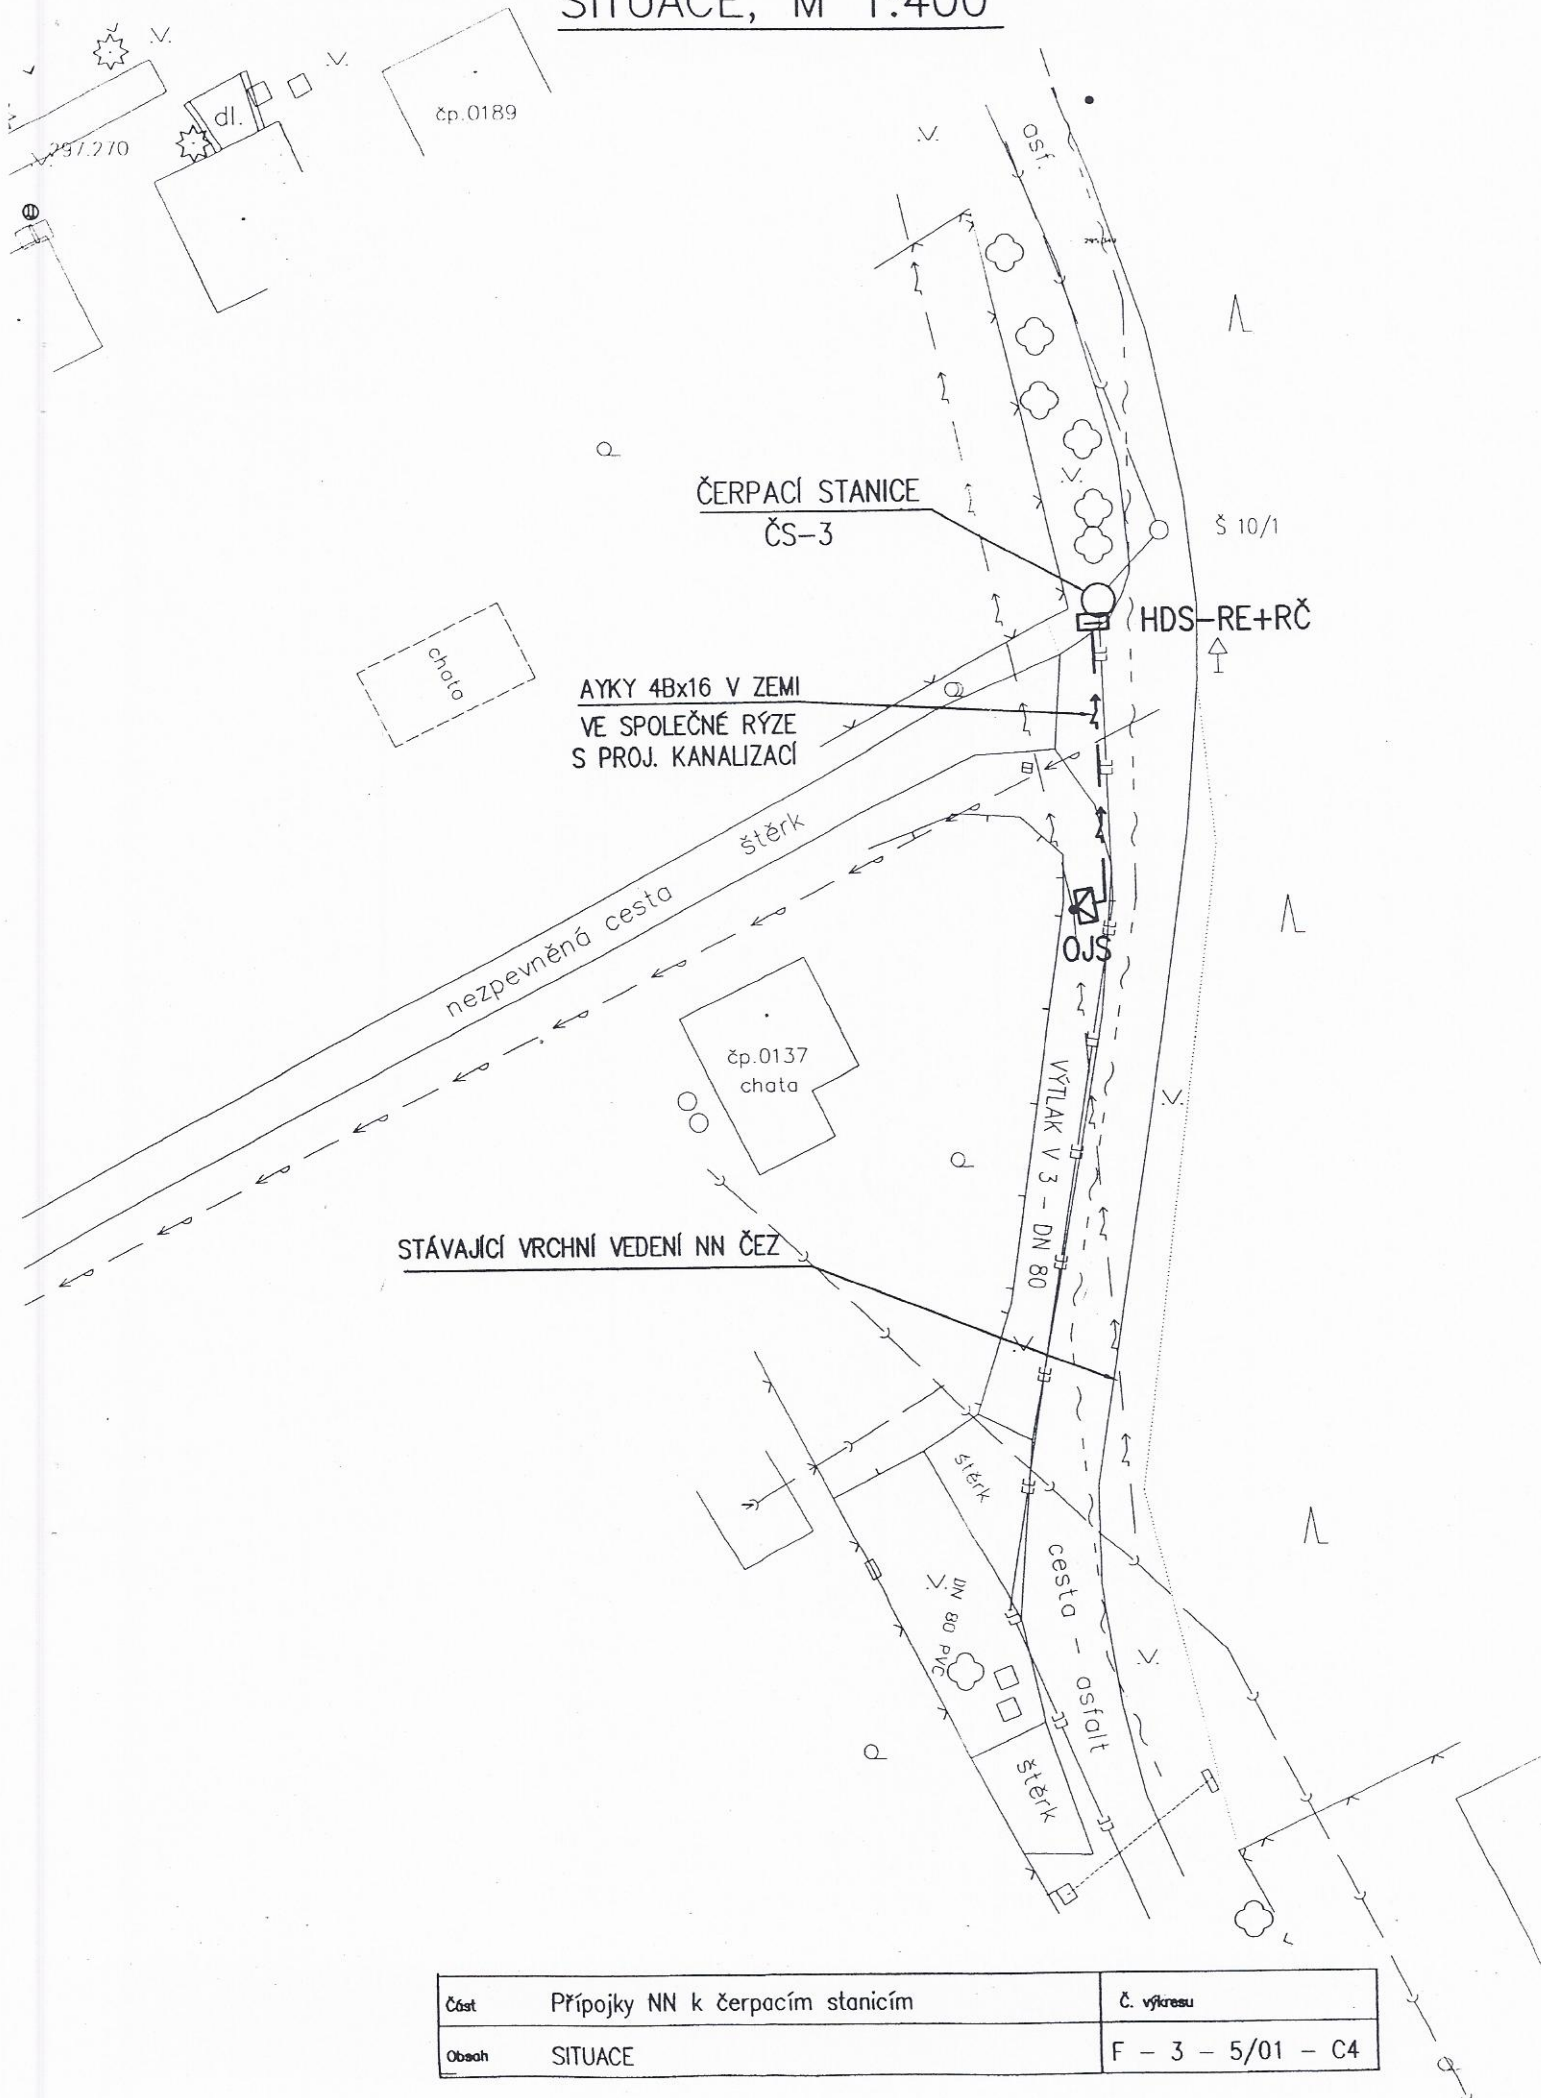 SITUACE, M 1:400
čp.0189
dl.
297.270
asf.
ČERPACÍ STANICE
ČS-3
Š 10/1
HDS-RE+RČ
chata
AYKY 4Bx16 V ZEMI
VE SPOLEČNÉ RÝZE
S PROJ. KANALIZACÍ
štěrk
nezpevněná cesta
OJS
čp.0137
chata
VÝTLAK V 3 - DN 80
STÁVAJÍCÍ VRCHNÍ VEDENÍ NN ČEZ
štěrk
cesta - asfalt
DN 80 PVC
štěrk
Část Přípojky NN k čerpacím stanicím
Č. výkresu
Obsah SITUACE
F - 3 - 5/01 - C4